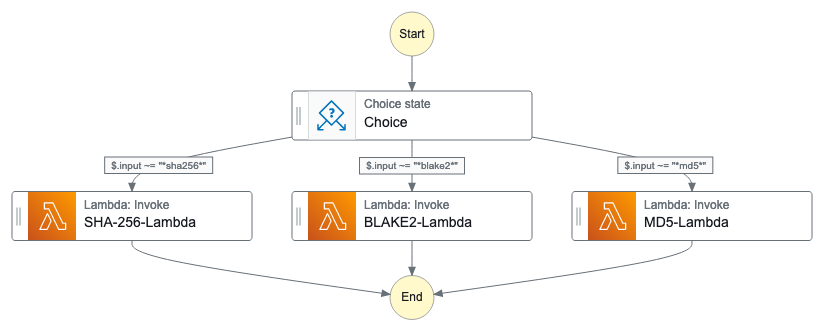 Start
Choice state
Choice
$.input ~= "*sha256*"
$.input ~= "*blake2*"
$.input ~= "*md5*"
Lambda: Invoke
SHA-256-Lambda
Lambda: Invoke
BLAKE2-Lambda
Lambda: Invoke
MD5-Lambda
End